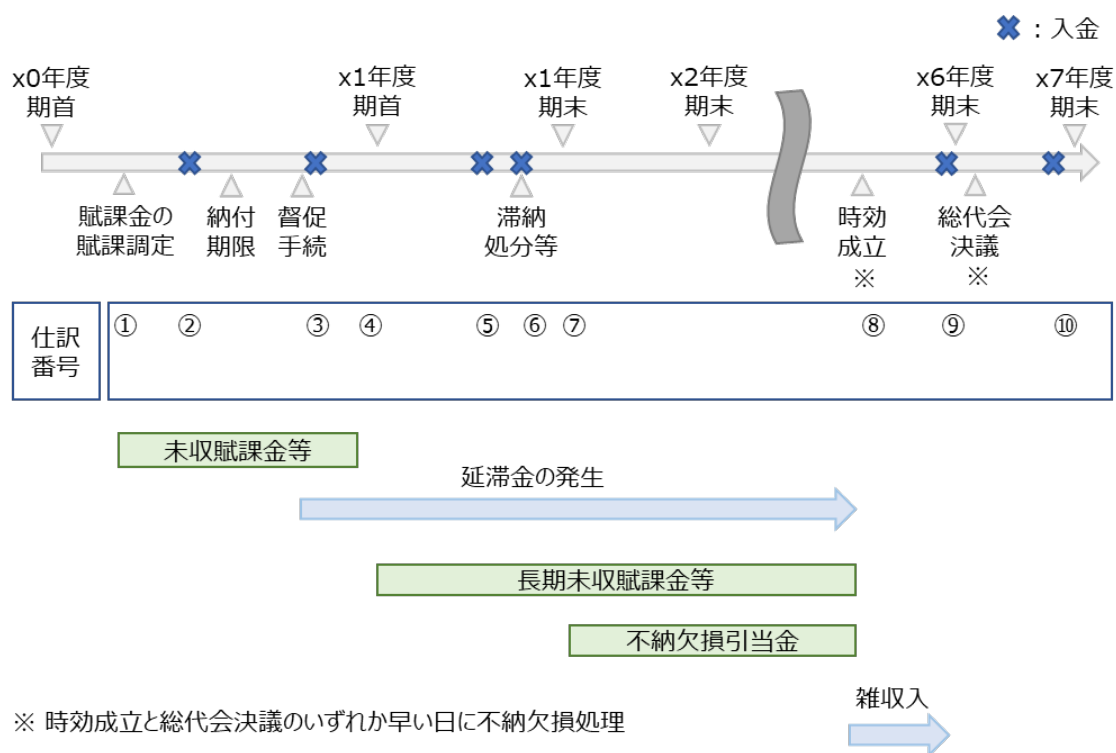 ：入金
x0年度
期首
x1年度
期首
x1年度
期末
x2年度
期末
x6年度
期末
x7年度
期末
賦課金の
賦課調定
納付
期限
督促
手続
滞納
処分等
時効
成立
※
総代会
決議
※
仕訳
番号
① ② ③ ④ ⑤ ⑥ ⑦ ⑧ ⑨ ⑩
未収賦課金等
延滞金の発生
長期未収賦課金等
不納欠損引当金
雑収入
※ 時効成立と総代会決議のいずれか早い日に不納欠損処理